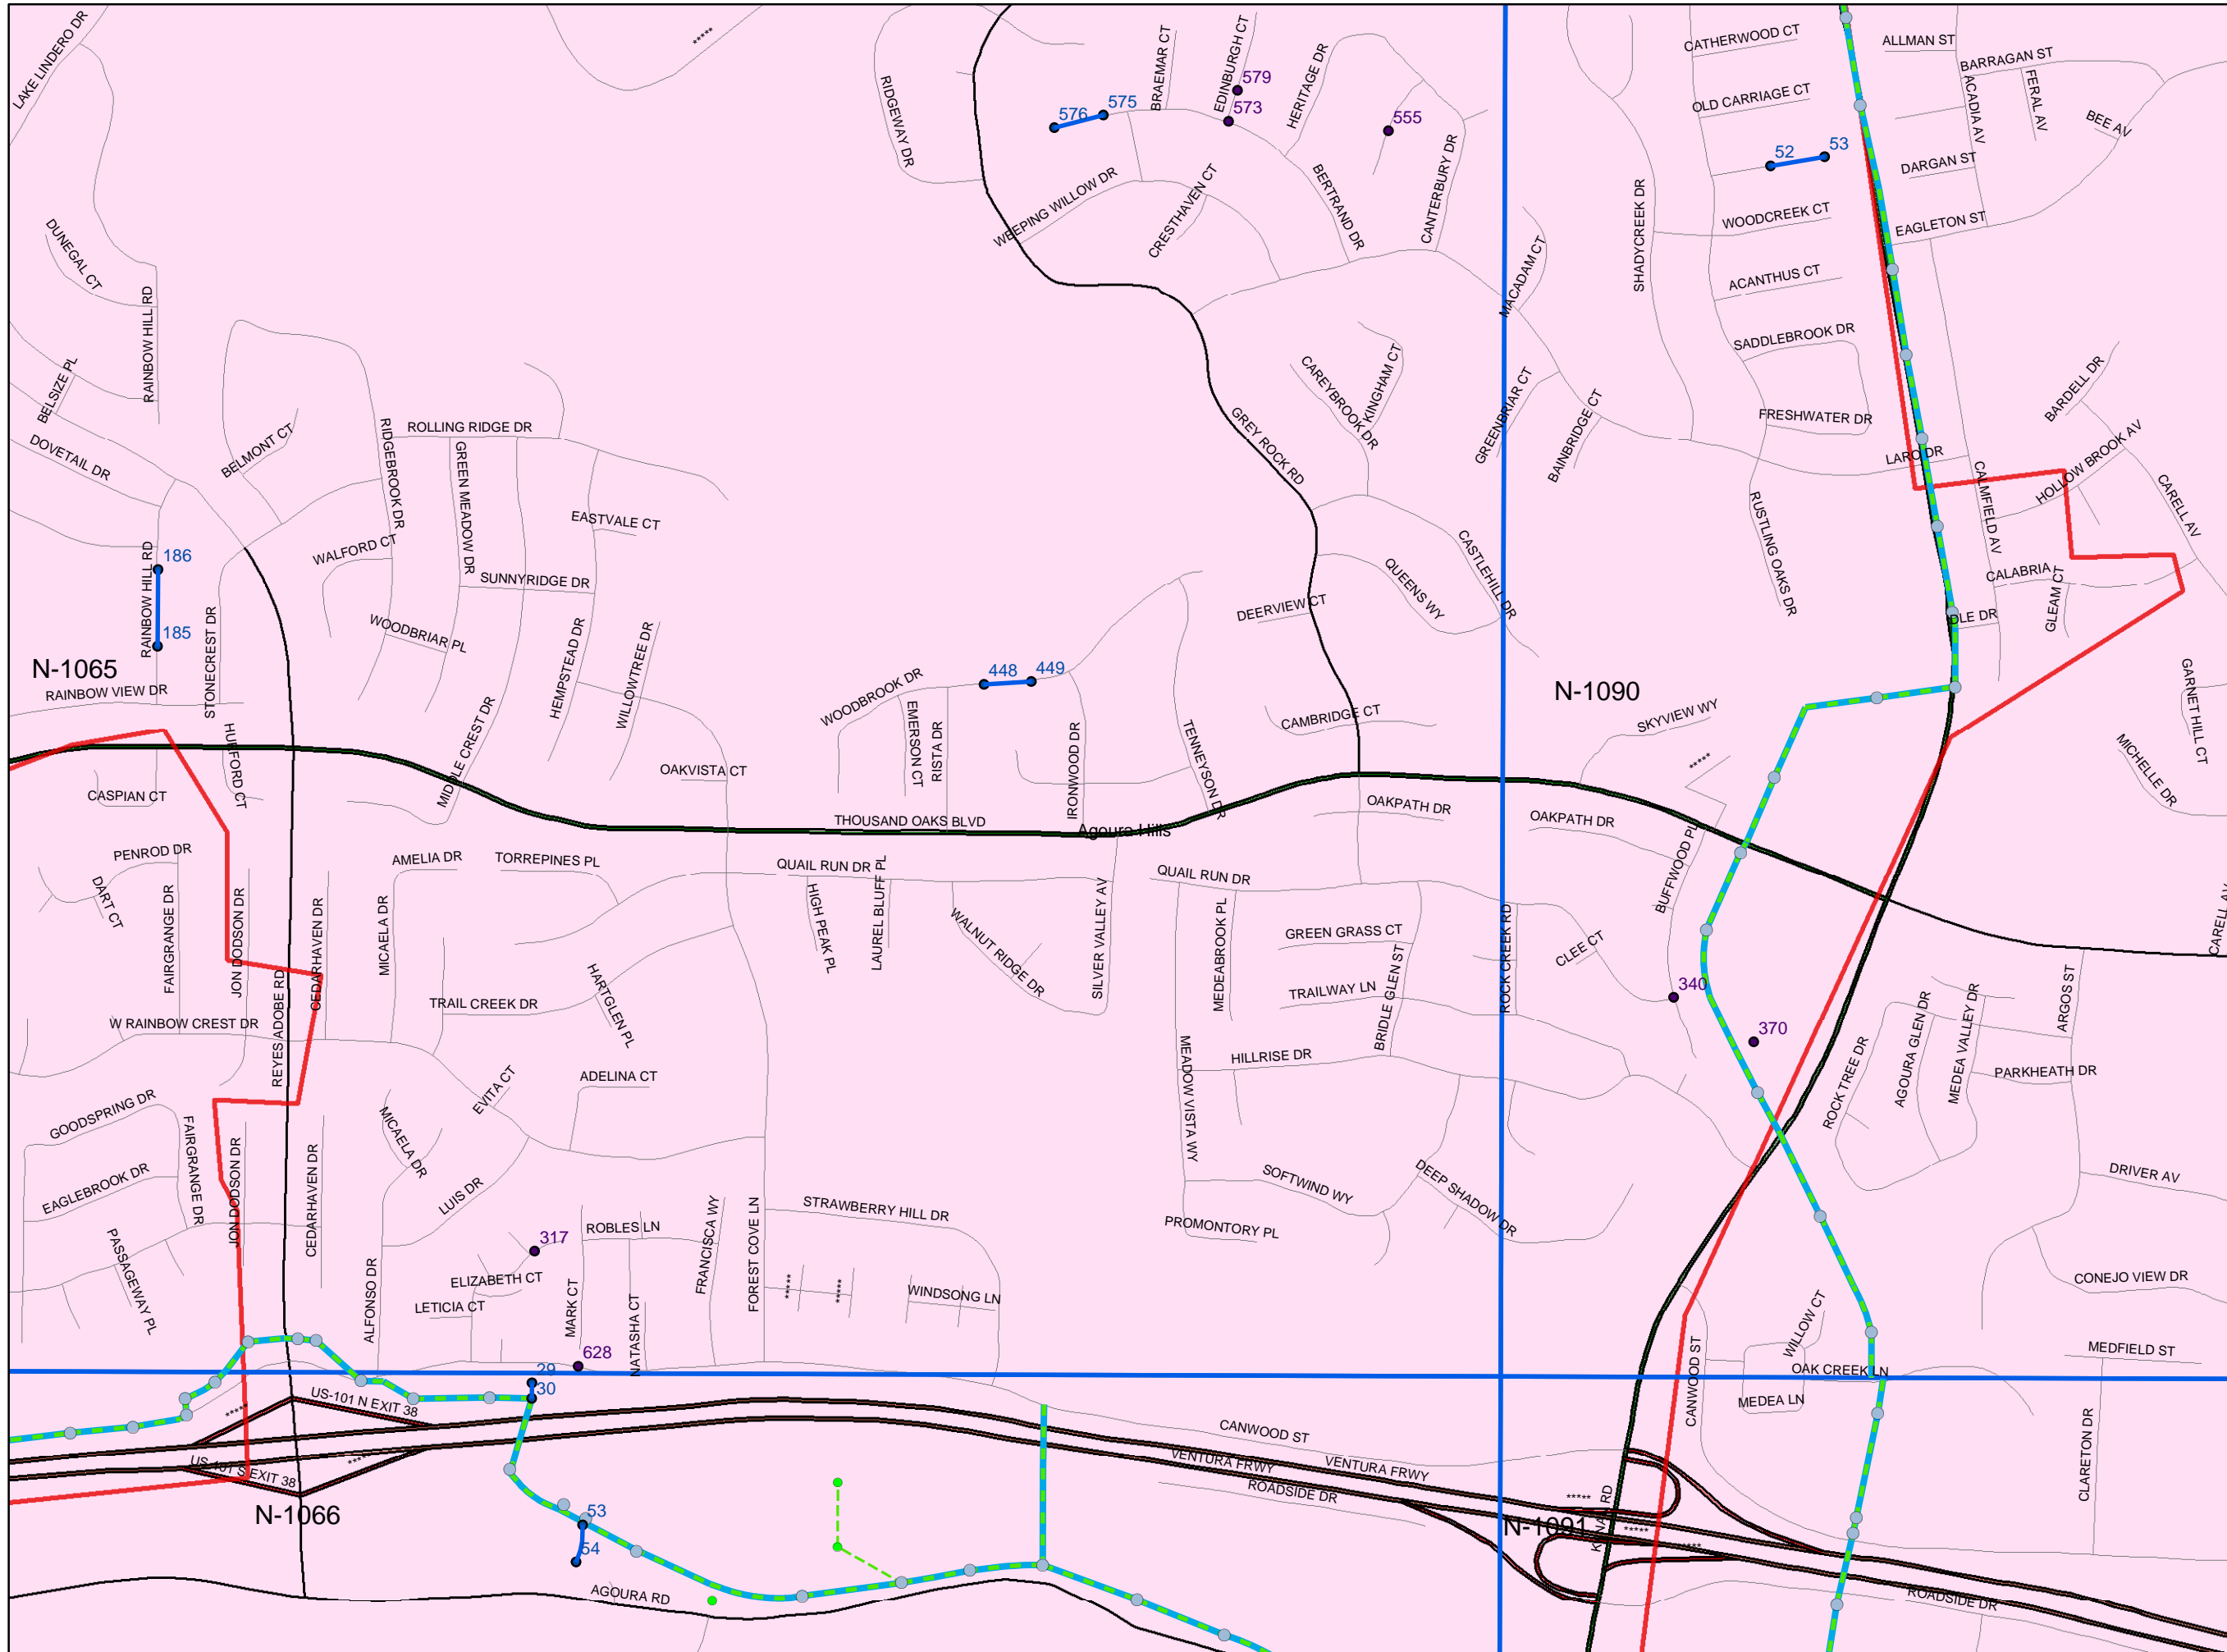 LAKE LINDERO DR
*****
RIDGEWAY DR
BRAEMAR CT
EDINBURGH CT
HERITAGE DR
579
573
576
575
555
CATHERWOOD CT
ALLMAN ST
BARRAGAN ST
OLD CARRIAGE CT
ACADIA AV
FERAL AV
BEE AV
52
53
DARGAN ST
DUNEGAL CT
RAINBOW HILL RD
WEEPING WILLOW DR
CRESTHAVEN CT
BERTRAND DR
CANTERBURY DR
SHADYCREEK DR
WOODCREEK CT
EAGLETON ST
MACADAM CT
ACANTHUS CT
SADDLEBROOK DR
BELSIZE PL
DOVETAIL DR
BELMONT CT
RIDGEBROOK DR
ROLLING RIDGE DR
GREEN MEADOW DR
CAREYBROOK DR
KINGHAM CT
GREENBRIAR CT
BAINBRIDGE CT
FRESHWATER DR
BARDELL DR
GREY ROCK RD
LARO DR
HOLLOW BROOK AV
CALMFIELD AV
CARELL AV
EASTVALE CT
WALFORD CT
SUNNYRIDGE DR
RAINBOW HILL RD
186
185
STONECREST DR
WOODBRIAR PL
HEMPSTEAD DR
WILLOWTREE DR
DEERVIEW CT
QUEENS WY
CASTLEHILL DR
RUSTLING OAKS DR
CALABRIA
GLEAM CT
DLE DR
N-1065
RAINBOW VIEW DR
HUFFORD CT
MIDDLE CREST DR
WOODBROOK DR
448
449
EMERSON CT
RISTA DR
IRONWOOD DR
TENNEYSON DR
CAMBRIDGE CT
N-1090
SKYVIEW WY
*****
GARNET HILL CT
MICHELLE DR
CASPIAN CT
OAKVISTA CT
THOUSAND OAKS BLVD
Agoura Hills
OAKPATH DR
OAKPATH DR
BUFFWOOD PL
PENROD DR
DART CT
FAIRGRANGE DR
JON DODSON DR
REYES ADOBE RD
CEDARHAVEN DR
AMELIA DR
TORREPINES PL
MICAELA DR
QUAIL RUN DR
HIGH PEAK PL
LAUREL BLUFF PL
WALNUT RIDGE DR
SILVER VALLEY AV
QUAIL RUN DR
MEDEABROOK PL
GREEN GRASS CT
BRIDLE GLEN ST
ROCK CREEK RD
CLEE CT
CARELL AV
TRAIL CREEK DR
HARTGLEN PL
TRAILWAY LN
340
370
W RAINBOW CREST DR
ROCK TREE DR
AGOURA GLEN DR
MEDEA VALLEY DR
ARGOS ST
PARKHEATH DR
HILLRISE DR
MEADOW VISTA WY
EVITA CT
ADELINA CT
GOODSPRING DR
FAIRGRANGE DR
EAGLEBROOK DR
JON DODSON DR
CEDARHAVEN DR
MICAELA DR
LUIS DR
SOFTWIND WY
DEEP SHADOW DR
DRIVER AV
PASSAGEWAY PL
ALFONSO DR
317
ROBLES LN
FRANCISCA WY
FOREST COVE LN
STRAWBERRY HILL DR
PROMONTORY PL
ELIZABETH CT
LETICIA CT
MARK CT
NATASHA CT
*****
*****
WINDSONG LN
CONEJO VIEW DR
WILLOW CT
CANWOOD ST
MEDFIELD ST
628
29
30
OAK CREEK LN
MEDEA LN
US-101 N EXIT 38
*****
*****
US-101 S EXIT 38
N-1066
CANWOOD ST
VENTURA FRWY
VENTURA FRWY
ROADSIDE DR
CLARETON DR
53
54
N-1091
KANAN RD
*****
*****
*****
AGOURA RD
ROADSIDE DR